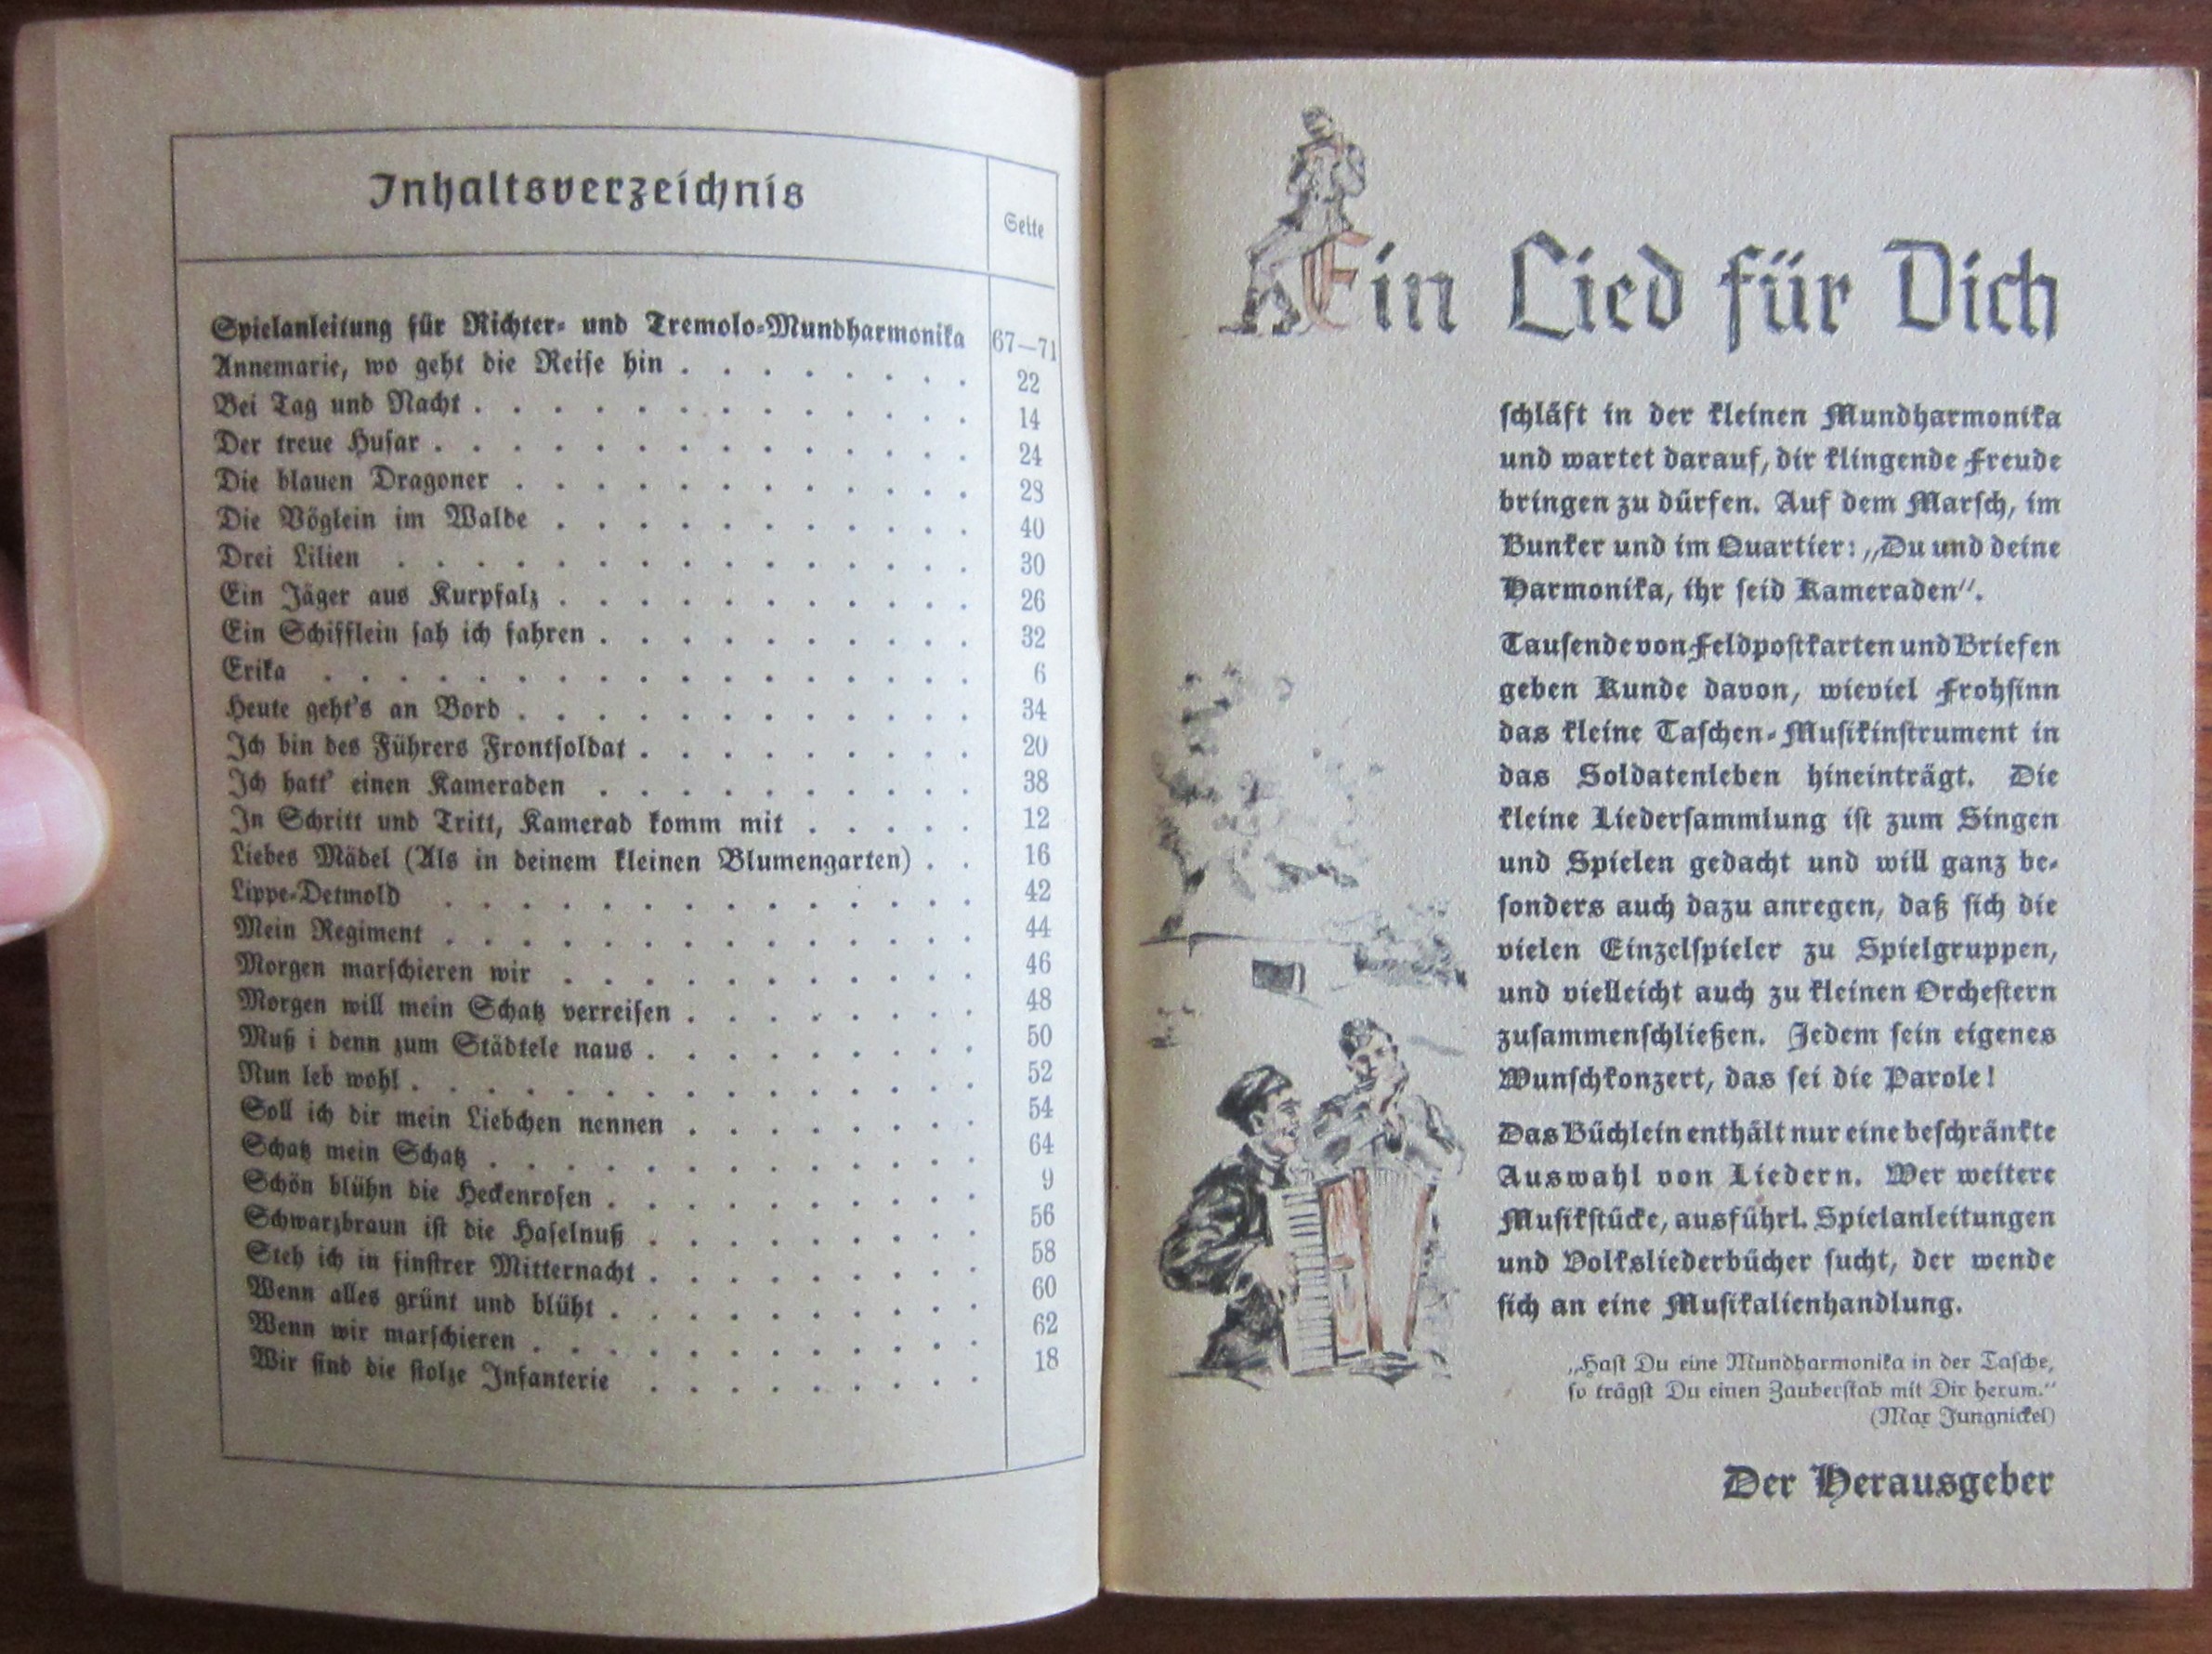 Inhaltsverzeichnis
Seite
Spielanleitung für Richter- und Tremolo-Mundharmonika 67—71
Annemarie, wo geht die Reise hin . . . . . . . . 22
Bei Tag und Nacht . . . . . . . . . . . . . 14
Der treue Husar . . . . . . . . . . . . . . 24
Die blauen Dragoner . . . . . . . . . . . . 28
Die Vöglein im Walde . . . . . . . . . . . 40
Drei Lilien . . . . . . . . . . . . . . . 30
Ein Jäger aus Kurpfalz . . . . . . . . . . . 26
Ein Schifflein sah ich fahren . . . . . . . . . . 32
Erika . . . . . . . . . . . . . . . . . 6
Heute geht's an Bord . . . . . . . . . . . . 34
Ich bin des Führers Frontsoldat . . . . . . . . . 20
Ich hatt' einen Kameraden . . . . . . . . . . 38
In Schritt und Tritt, Kamerad komm mit . . . . . 12
Liebes Mädel (Als in deinem kleinen Blumengarten) . . 16
Lippe-Detmold . . . . . . . . . . . . . . 42
Mein Regiment . . . . . . . . . . . . . . 44
Morgen marschieren wir . . . . . . . . . . . 46
Morgen will mein Schatz verreisen . . . . . . . . 48
Muß i denn zum Städtele naus . . . . . . . . . 50
Nun leb wohl . . . . . . . . . . . . . . . 52
Soll ich dir mein Liebchen nennen . . . . . . . . 54
Schatz mein Schatz . . . . . . . . . . . . . 64
Schön blühn die Heckenrosen . . . . . . . . . . 9
Schwarzbraun ist die Haselnuß . . . . . . . . . 56
Steh ich in finstrer Mitternacht . . . . . . . . . 58
Wenn alles grünt und blüht . . . . . . . . . . 60
Wenn wir marschieren . . . . . . . . . . . . 62
Wir sind die stolze Infanterie . . . . . . . . . 18
Ein Lied für Dich
schläft in der kleinen Mundharmonika
und wartet darauf, dir klingende Freude
bringen zu dürfen. Auf dem Marsch, im
Bunker und im Quartier: „Du und deine
Harmonika, ihr seid Kameraden“.
Tausende von Feldpostkarten und Briefen
geben Kunde davon, wieviel Frohsinn
das kleine Taschen-Musikinstrument in
das Soldatenleben hineinträgt. Die
kleine Liedersammlung ist zum Singen
und Spielen gedacht und will ganz be-
sonders auch dazu anregen, daß sich die
vielen Einzelspieler zu Spielgruppen,
und vielleicht auch zu kleinen Orchestern
zusammenschließen. Jedem sein eigenes
Wunschkonzert, das sei die Parole!
Das Büchlein enthält nur eine beschränkte
Auswahl von Liedern. Wer weitere
Musikstücke, ausführl. Spielanleitungen
und Volksliederbücher sucht, der wende
sich an eine Musikalienhandlung.
„Hast Du eine Mundharmonika in der Tasche,
so trägst Du einen Zauberstab mit Dir herum.“
(Max Jungnickel)
Der Herausgeber